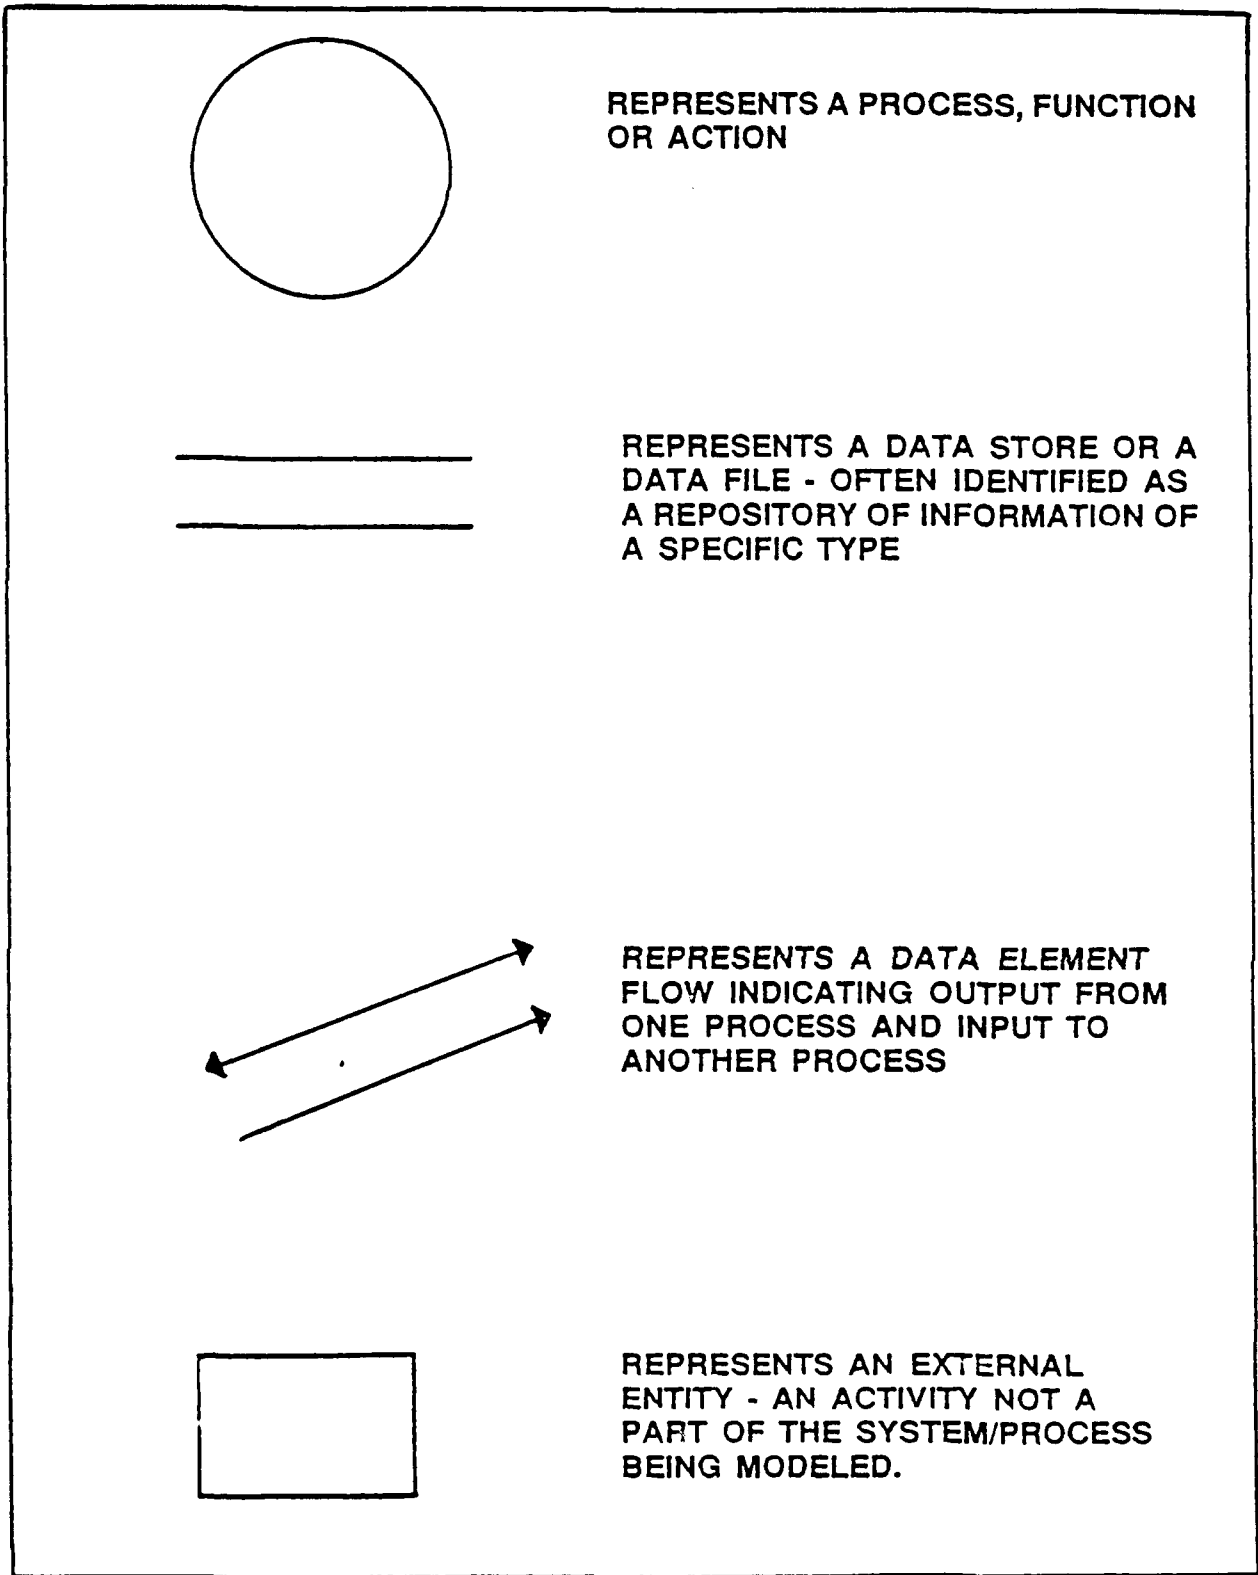 REPRESENTS A PROCESS, FUNCTION
OR ACTION
REPRESENTS A DATA STORE OR A
DATA FILE - OFTEN IDENTIFIED AS
A REPOSITORY OF INFORMATION OF
A SPECIFIC TYPE
REPRESENTS A DATA ELEMENT
FLOW INDICATING OUTPUT FROM
ONE PROCESS AND INPUT TO
ANOTHER PROCESS
REPRESENTS AN EXTERNAL
ENTITY - AN ACTIVITY NOT A
PART OF THE SYSTEM/PROCESS
BEING MODELED.